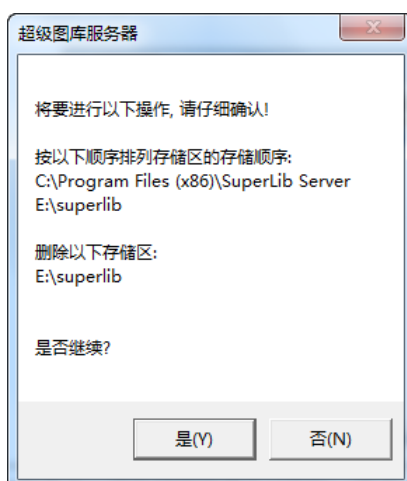 超级图库服务器
将要进行以下操作, 请仔细确认!
按以下顺序排列存储区的存储顺序:
C:\Program Files (x86)\SuperLib Server
E:\superlib
删除以下存储区:
E:\superlib
是否继续?
是(Y)
否(N)